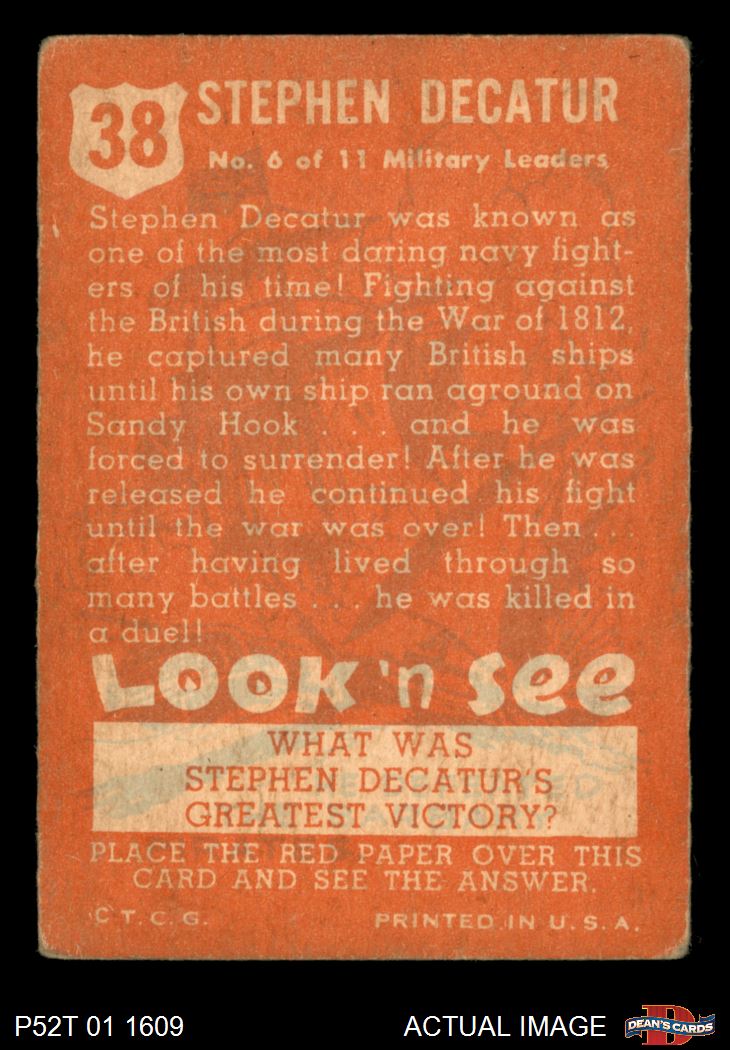 38
STEPHEN DECATUR
No. 6 of 11 Military Leaders
Stephen Decatur was known as
one of the most daring navy fight-
ers of his time! Fighting against
the British during the War of 1812,
he captured many British ships
until his own ship ran aground on
Sandy Hook . . . and he was
forced to surrender! After he was
released he continued his fight
until the war was over! Then . . .
after having lived through so
many battles . . . he was killed in
a duel!
LOOK 'n See
WHAT WAS
STEPHEN DECATUR'S
GREATEST VICTORY?
PLACE THE RED PAPER OVER THIS
CARD AND SEE THE ANSWER.
©T.C.G.
PRINTED IN U.S.A.
P52T 01 1609
ACTUAL IMAGE
D
DEAN'S CARDS